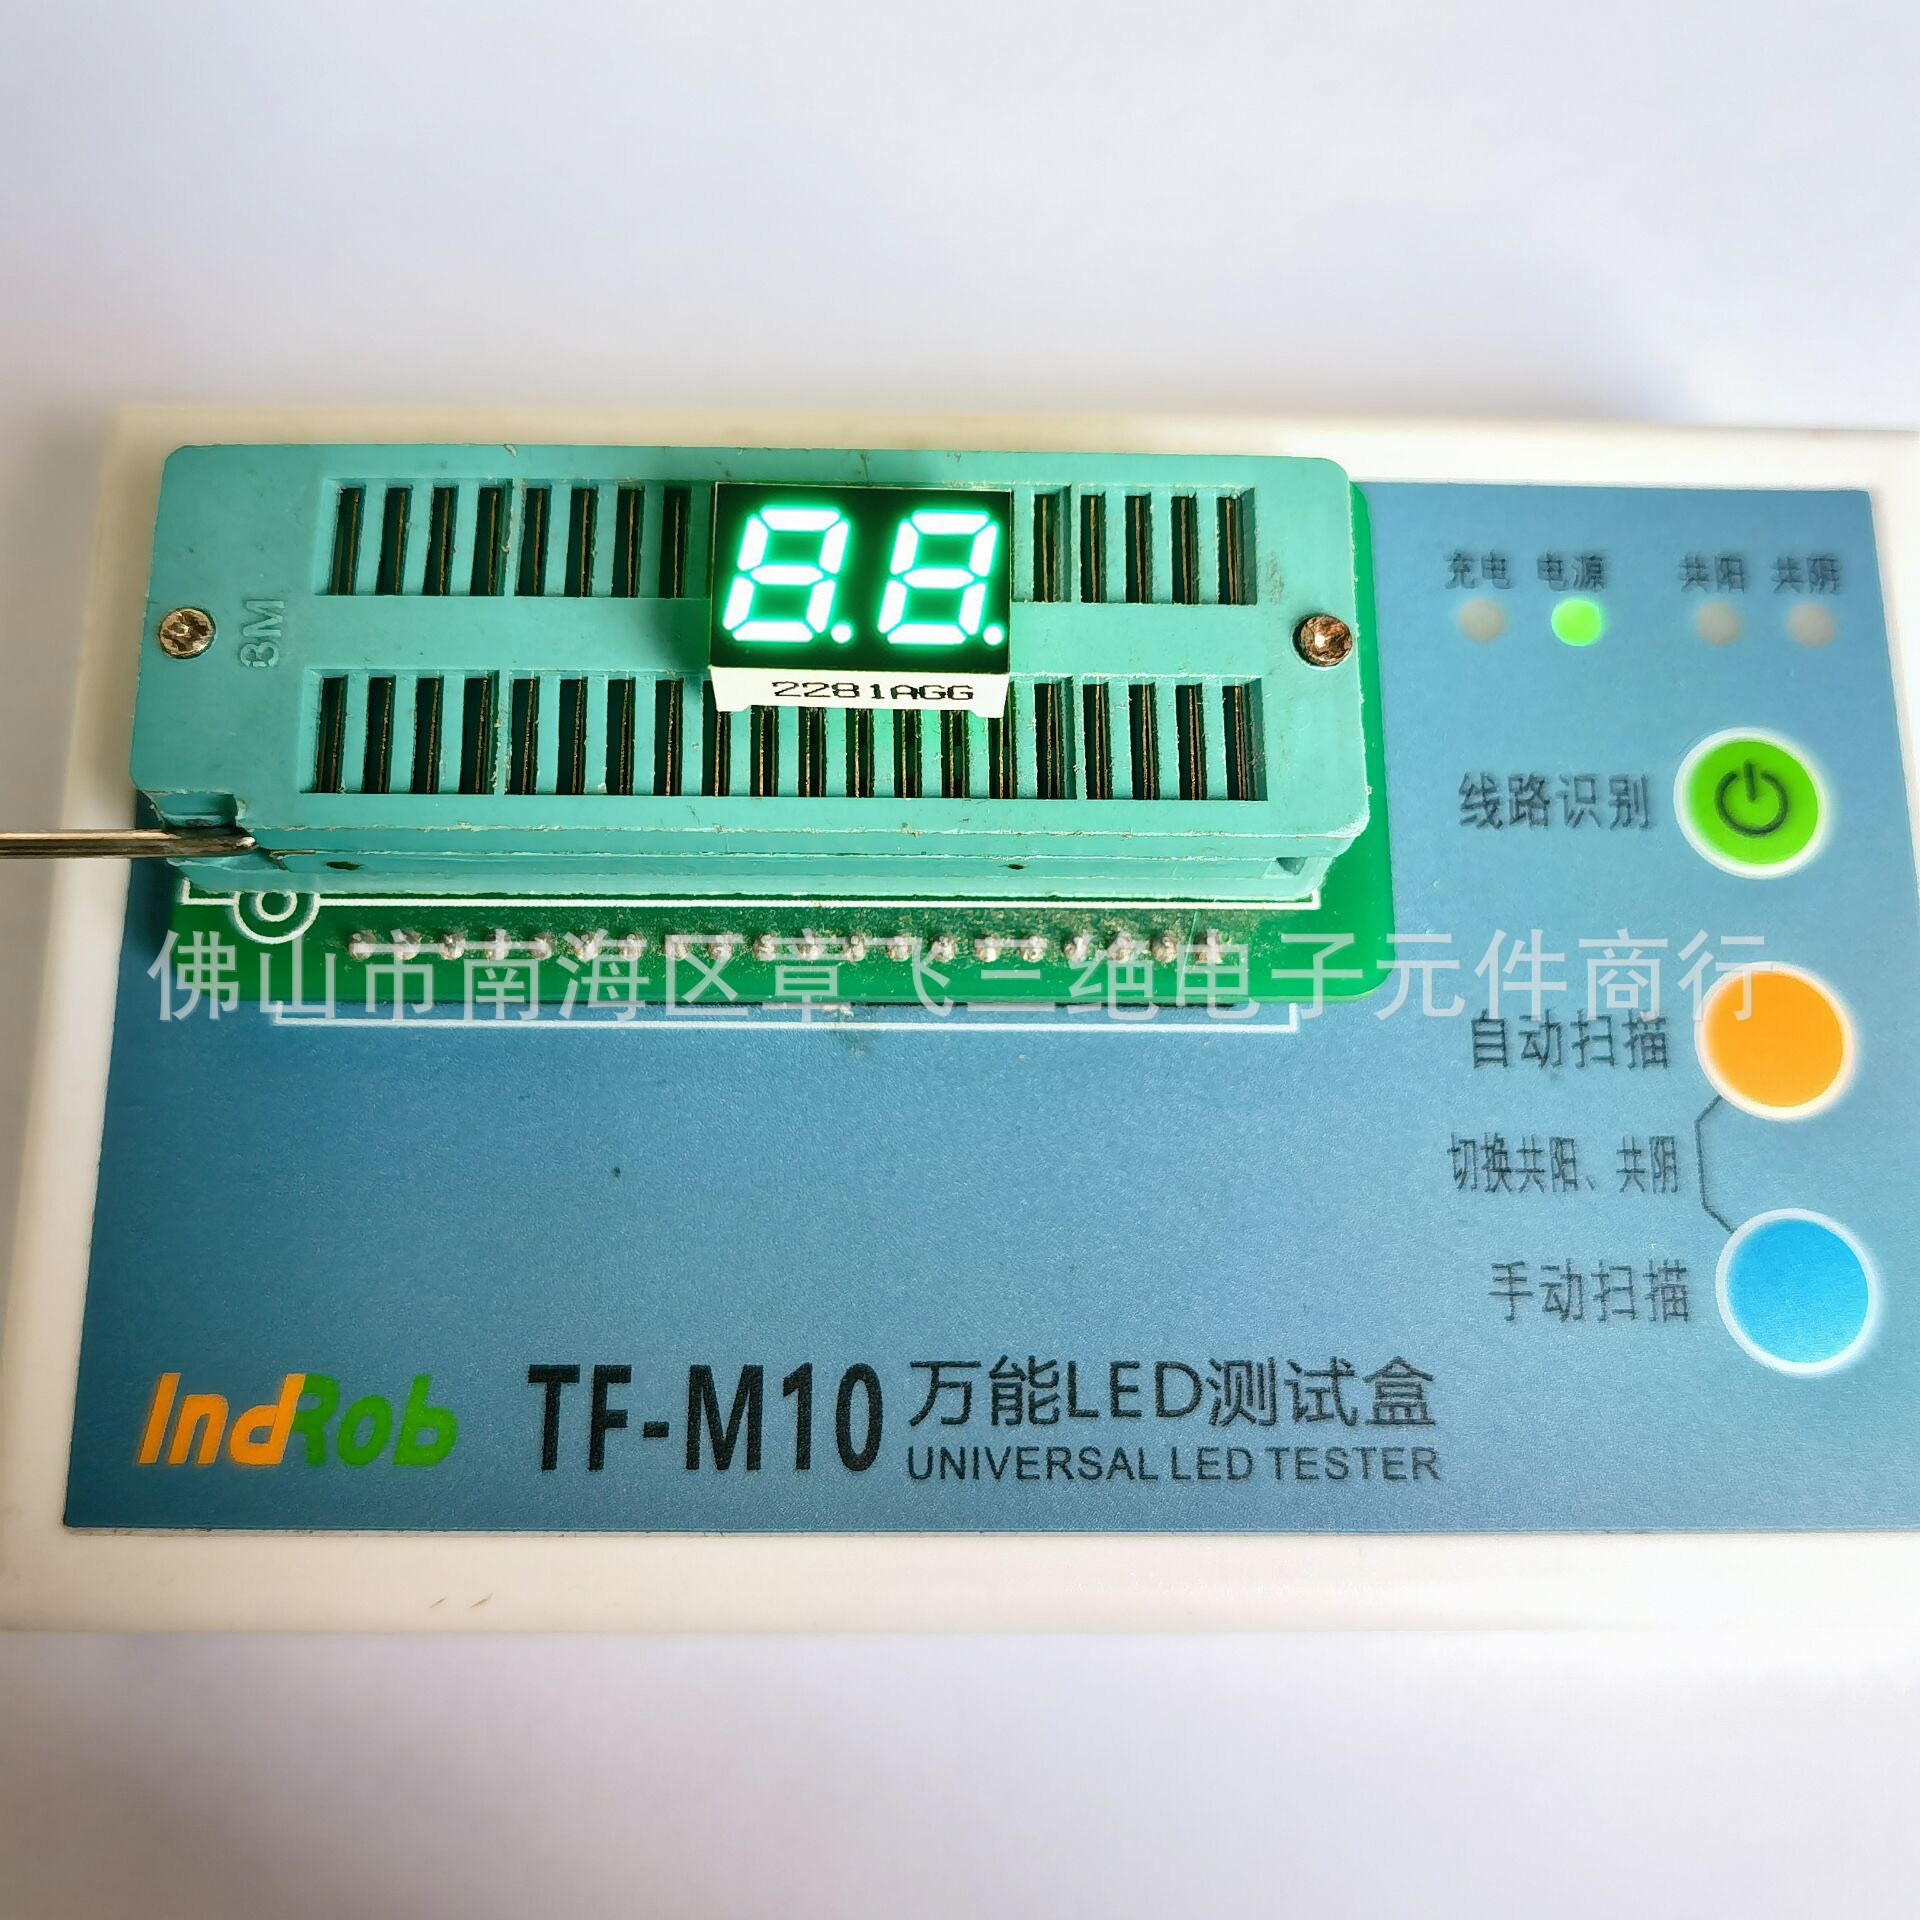 8.8.
2281AGG
3M
充电 电源 共阳 共阴
线路识别
佛山市南海区章飞三绝电子元件商行
自动扫描
切换共阳、共阴
手动扫描
IndRob TF-M10 万能LED测试盒
UNIVERSAL LED TESTER